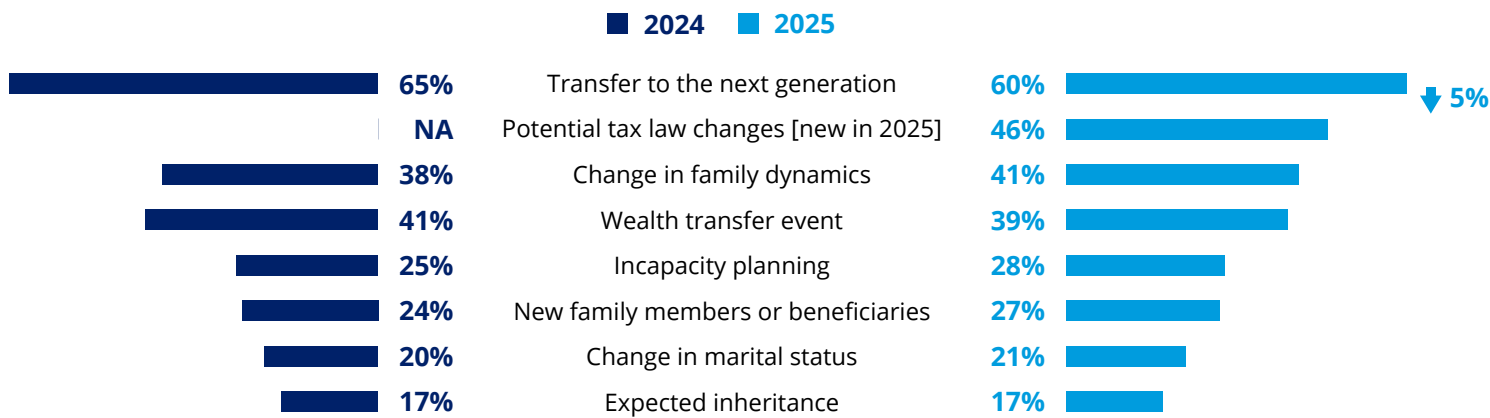 2024 2025
65% Transfer to the next generation 60%
5%
NA Potential tax law changes [new in 2025] 46%
38% Change in family dynamics 41%
41% Wealth transfer event 39%
25% Incapacity planning 28%
24% New family members or beneficiaries 27%
20% Change in marital status 21%
17% Expected inheritance 17%